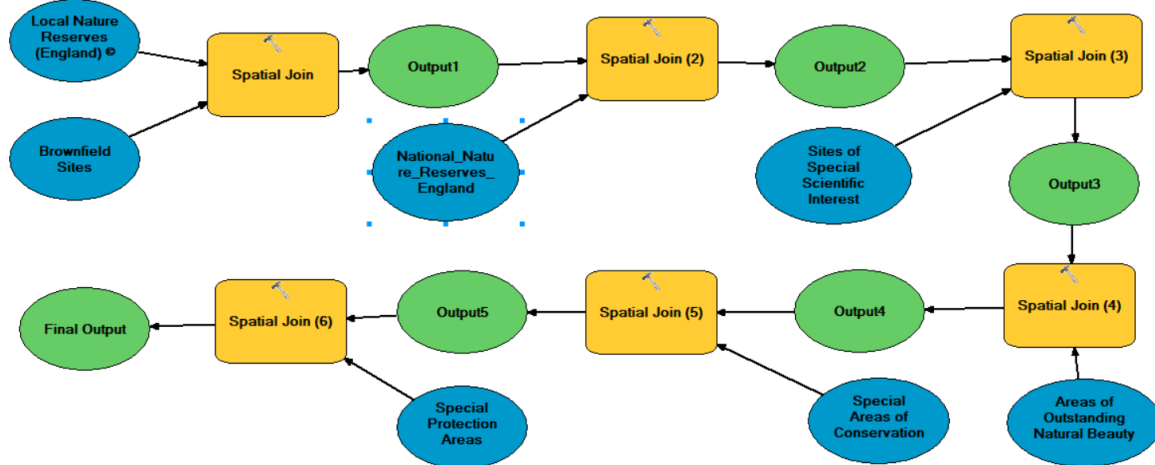 Local Nature
Reserves
(England) ©
Spatial Join
Output1
Spatial Join (2)
Output2
Spatial Join (3)
Brownfield
Sites
National_Natu
re_Reserves_
England
Sites of
Special
Scientific
Interest
Output3
Final Output
Spatial Join (6)
Output5
Spatial Join (5)
Output4
Spatial Join (4)
Special
Protection
Areas
Special
Areas of
Conservation
Areas of
Outstanding
Natural Beauty